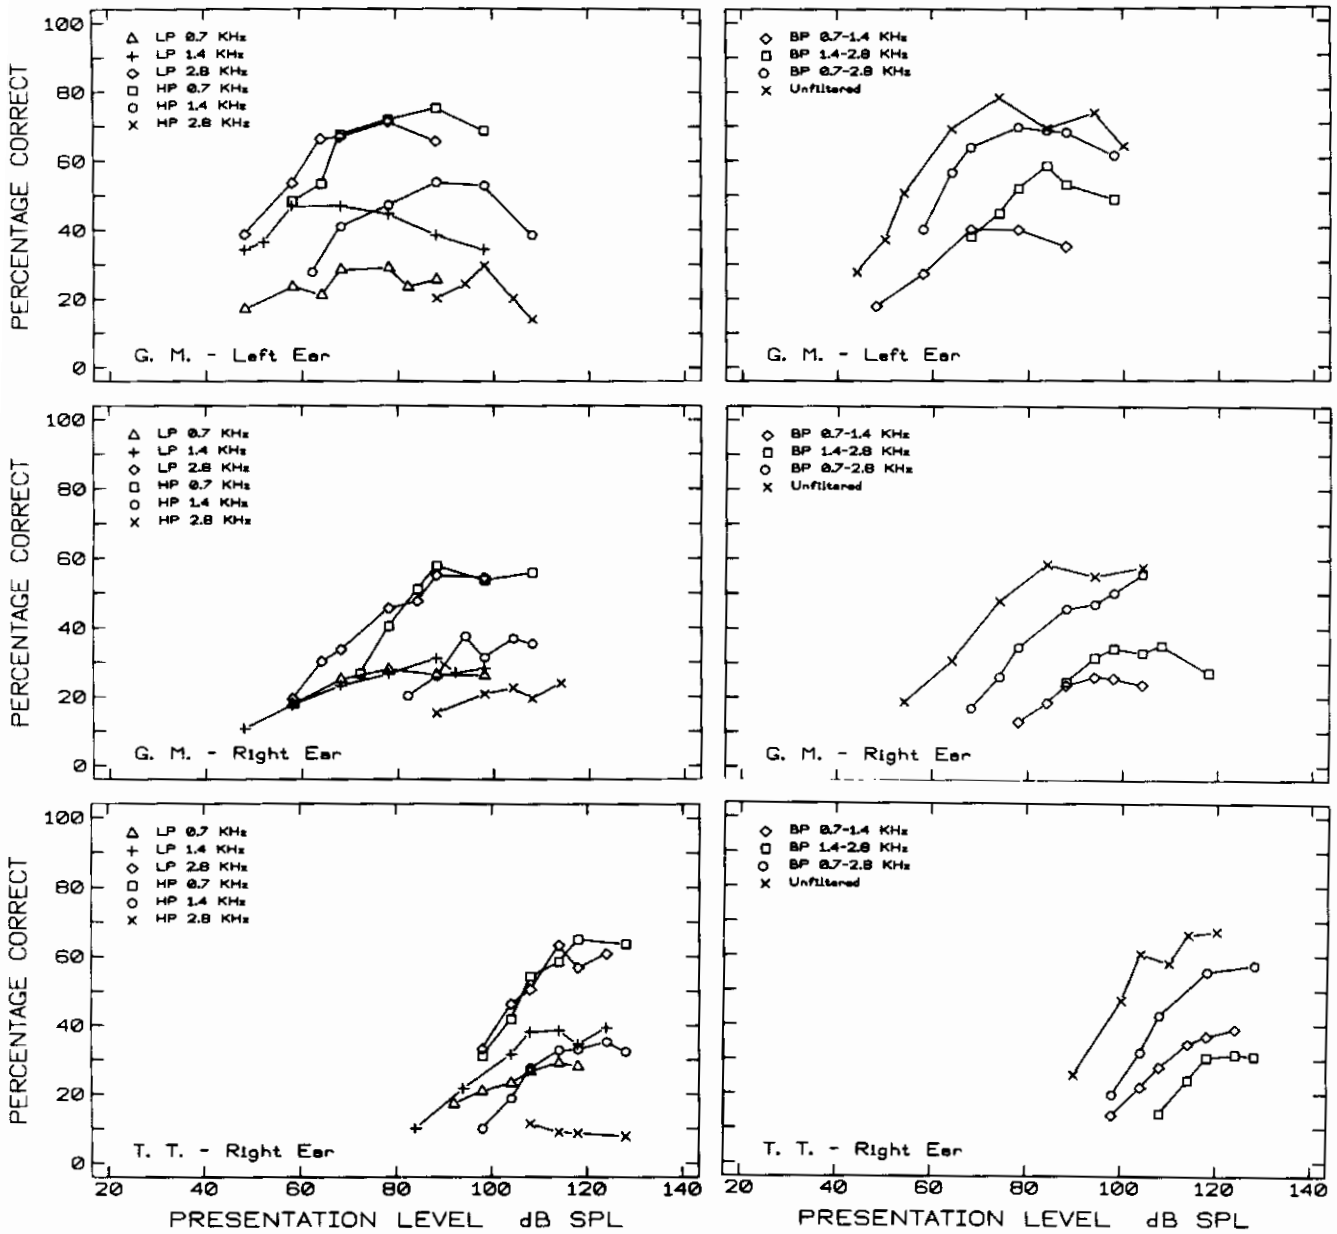 PERCENTAGE CORRECT
100
80
60
40
20
0
LP 0.7 KHz
LP 1.4 KHz
LP 2.8 KHz
HP 0.7 KHz
HP 1.4 KHz
HP 2.8 KHz
G. M. - Left Ear
BP 0.7-1.4 KHz
BP 1.4-2.8 KHz
BP 0.7-2.8 KHz
Unfiltered
G. M. - Left Ear
PERCENTAGE CORRECT
100
80
60
40
20
0
LP 0.7 KHz
LP 1.4 KHz
LP 2.8 KHz
HP 0.7 KHz
HP 1.4 KHz
HP 2.8 KHz
G. M. - Right Ear
BP 0.7-1.4 KHz
BP 1.4-2.8 KHz
BP 0.7-2.8 KHz
Unfiltered
G. M. - Right Ear
PERCENTAGE CORRECT
100
80
60
40
20
0
LP 0.7 KHz
LP 1.4 KHz
LP 2.8 KHz
HP 0.7 KHz
HP 1.4 KHz
HP 2.8 KHz
T. T. - Right Ear
20 40 60 80 100 120 140
PRESENTATION LEVEL dB SPL
BP 0.7-1.4 KHz
BP 1.4-2.8 KHz
BP 0.7-2.8 KHz
Unfiltered
T. T. - Right Ear
20 40 60 80 100 120 140
PRESENTATION LEVEL dB SPL